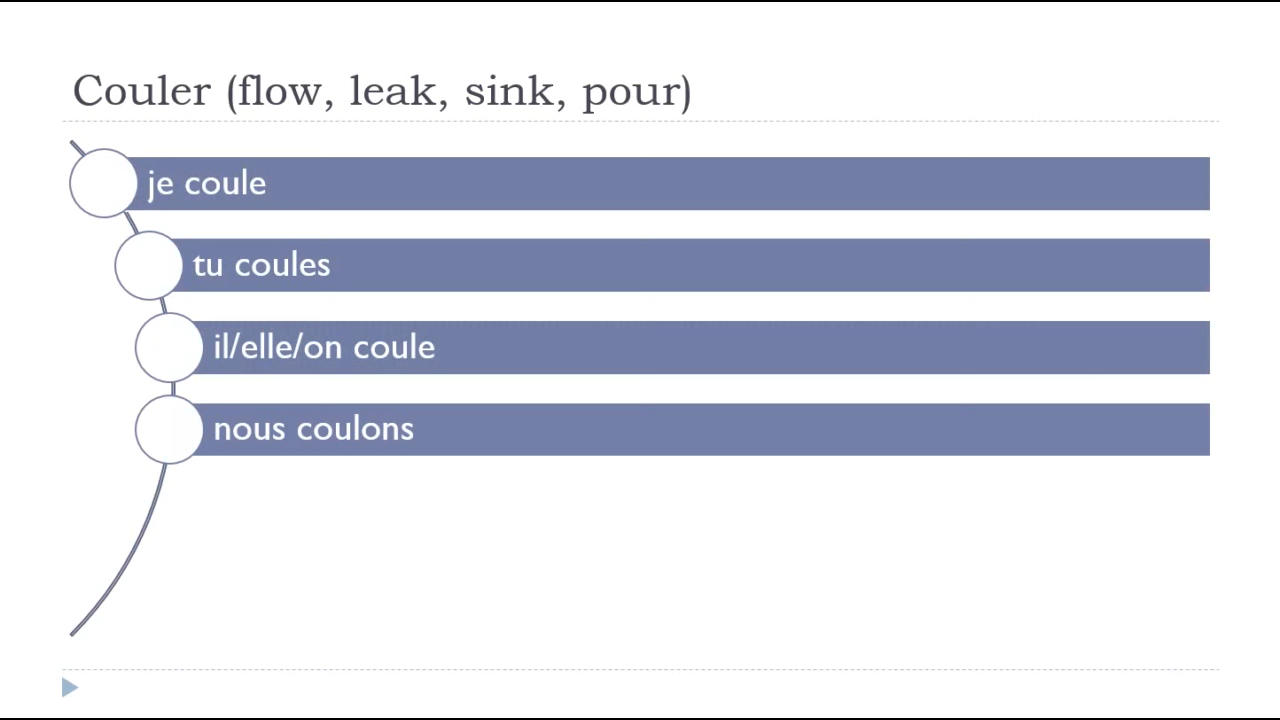 Couler (flow, leak, sink, pour)
je coule
tu coules
il/elle/on coule
nous coulons